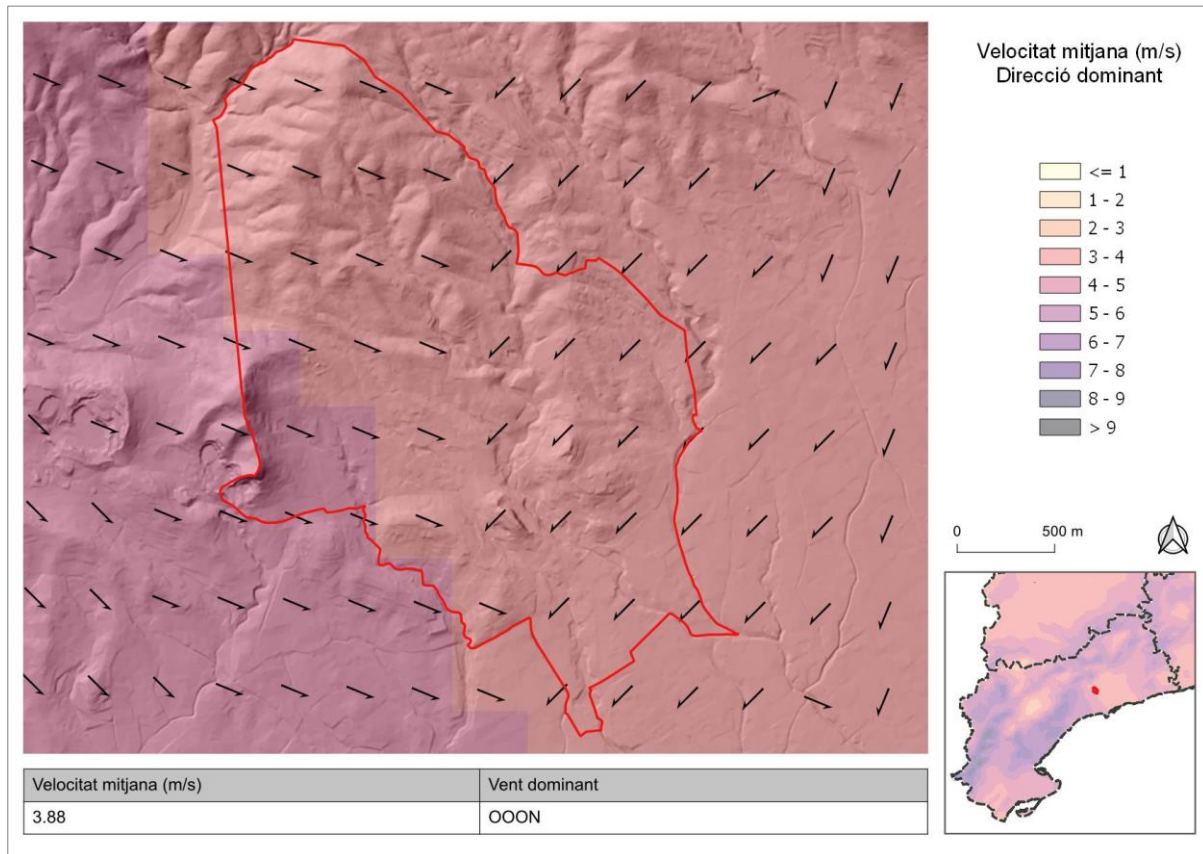 Velocitat mitjana (m/s)
Direcció dominant
<= 1
1 - 2
2 - 3
3 - 4
4 - 5
5 - 6
6 - 7
7 - 8
8 - 9
> 9
0 500 m
Velocitat mitjana (m/s) Vent dominant
3.88 OOON